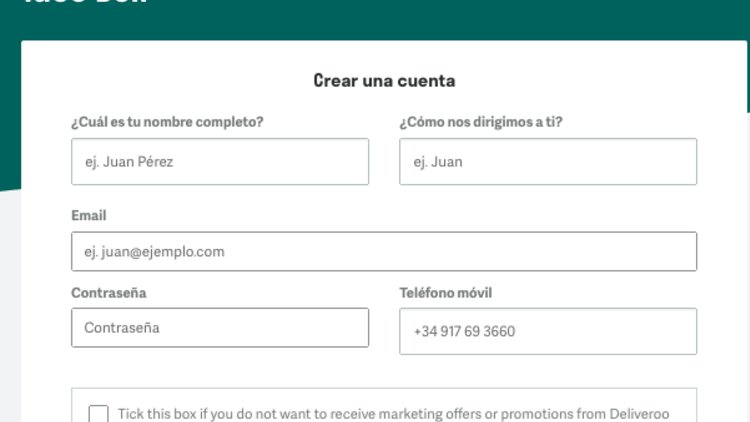 Crear una cuenta
¿Cuál es tu nombre completo?
¿Cómo nos dirigimos a ti?
ej. Juan Pérez
ej. Juan
Email
ej. juan@ejemplo.com
Contraseña
Teléfono móvil
Contraseña
+34 917 69 3660
Tick this box if you do not want to receive marketing offers or promotions from Deliveroo